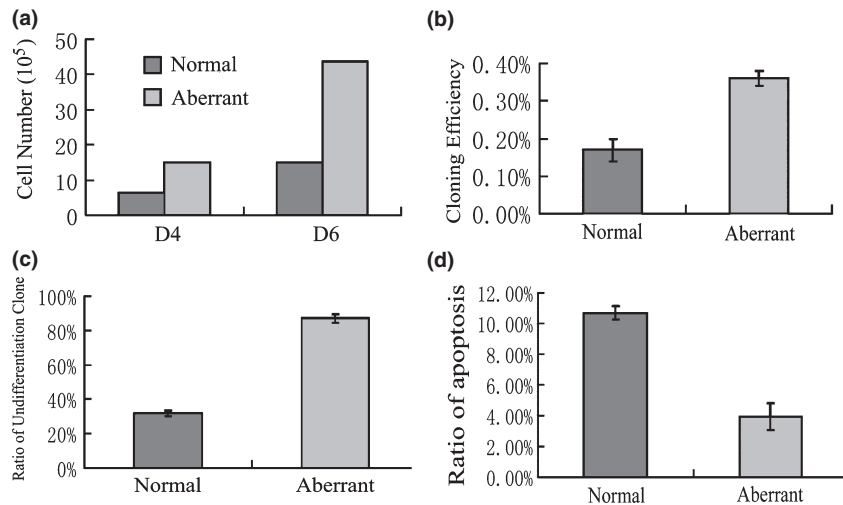 (a)
Cell Number (10⁵)
50
40
30
20
10
0
Normal
Aberrant
D4
D6
(b)
Cloning Efficiency
0.40%
0.30%
0.20%
0.10%
0.00%
Normal
Aberrant
(c)
Ratio of Undifferentiation Clone
100%
80%
60%
40%
20%
0%
Normal
Aberrant
(d)
Ratio of apoptosis
12.00%
10.00%
8.00%
6.00%
4.00%
2.00%
0.00%
Normal
Aberrant